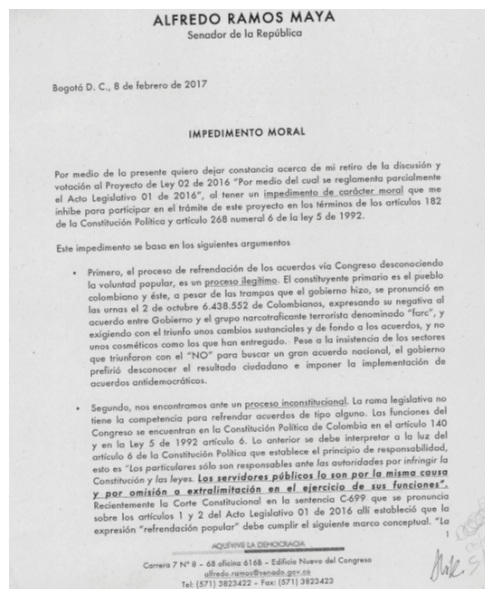 ALFREDO RAMOS MAYA
Senador de la República
Bogotá D. C., 8 de febrero de 2017
IMPEDIMENTO MORAL
Por medio de la presente quiero dejar constancia acerca de mi retiro de la discusión y
votación al Proyecto de Ley 02 de 2016 "Por medio del cual se reglamenta parcialmente
el Acto Legislativo 01 de 2016", al tener un impedimento de carácter moral que me
inhibe para participar en el trámite de este proyecto en los términos de los artículos 182
de la Constitución Política y artículo 268 numeral 6 de la ley 5 de 1992.
Este impedimento se basa en los siguientes argumentos
• Primero, el proceso de refrendación de los acuerdos vía Congreso desconociendo
la voluntad popular, es un proceso ilegítimo. El constituyente primario es el pueblo
colombiano y éste, a pesar de las trampas que el gobierno hizo, se pronunció en
las urnas el 2 de octubre 6.438.552 de Colombianos, expresando su negativa al
acuerdo entre Gobierno y el grupo narcotraficante terrorista denominado "farc", y
exigiendo con el triunfo unos cambios sustanciales y de fondo a los acuerdos, y no
unos cosméticos como los que han entregado. Pese a la insistencia de los sectores
que triunfaron con el "NO" para buscar un gran acuerdo nacional, el gobierno
prefirió desconocer el resultado ciudadano e imponer la implementación de
acuerdos antidemocráticos.
• Segundo, nos encontramos ante un proceso inconstitucional. La rama legislativa no
tiene la competencia para refrendar acuerdos de tipo alguno. Las funciones del
Congreso se encuentran en la Constitución Política de Colombia en el artículo 140
y en la Ley 5 de 1992 artículo 6. Lo anterior se debe interpretar a la luz del
artículo 6 de la Constitución Política que establece el principio de responsabilidad,
esto es "Los particulares sólo son responsables ante las autoridades por infringir la
Constitución y las leyes. Los servidores públicos lo son por la misma causa
y por omisión o extralimitación en el ejercicio de sus funciones".
Recientemente la Corte Constitucional en la sentencia C-699 que se pronuncia
sobre los artículos 1 y 2 del Acto Legislativo 01 de 2016 allí estableció que la
expresión "refrendación popular" debe cumplir el siguiente marco conceptual. "La
1
AQUÍVIVE LA DEMOCRACIA
Carrera 7 N° 8 – 68 oficina 616B – Edificio Nuevo del Congreso
alfredo.ramos@senado.gov.co
Tel: (571) 3823422 – Fax: (571) 3823423